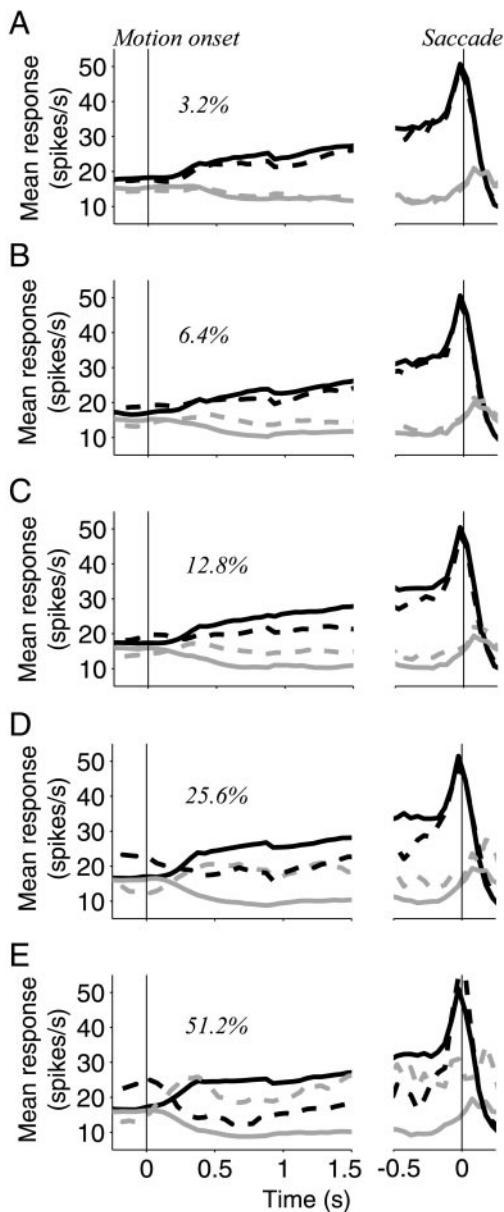 A
Motion onset Saccade
50
40
30
20
10
Mean response
(spikes/s)
3.2%
B
50
40
30
20
10
Mean response
(spikes/s)
6.4%
C
50
40
30
20
10
Mean response
(spikes/s)
12.8%
D
50
40
30
20
10
Mean response
(spikes/s)
25.6%
E
50
40
30
20
10
Mean response
(spikes/s)
51.2%
0 0.5 1 1.5 -0.5 0
Time (s)